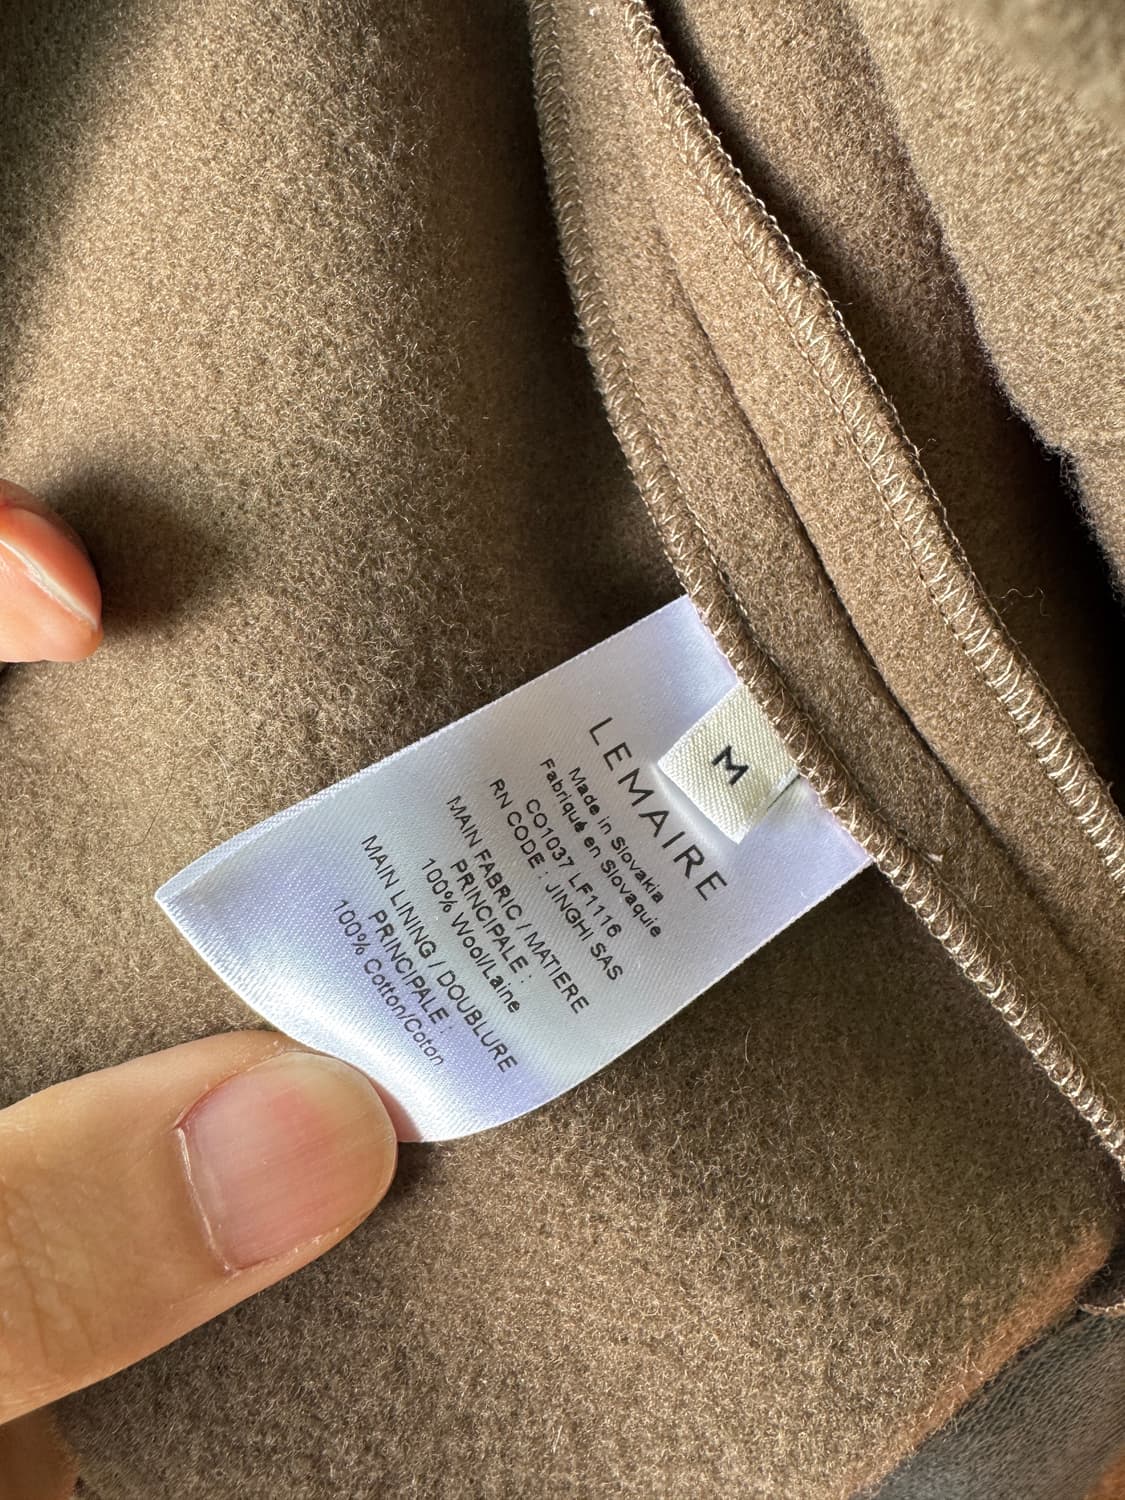 M
LEMAIRE
Made in Slovakia
Fabriqué en Slovaquie
CO1037 LF1116
RN CODE : JINGHI SAS
MAIN FABRIC / MATIERE
PRINCIPALE :
100% Wool/Laine
MAIN LINING / DOUBLURE
PRINCIPALE :
100% Cotton/Coton